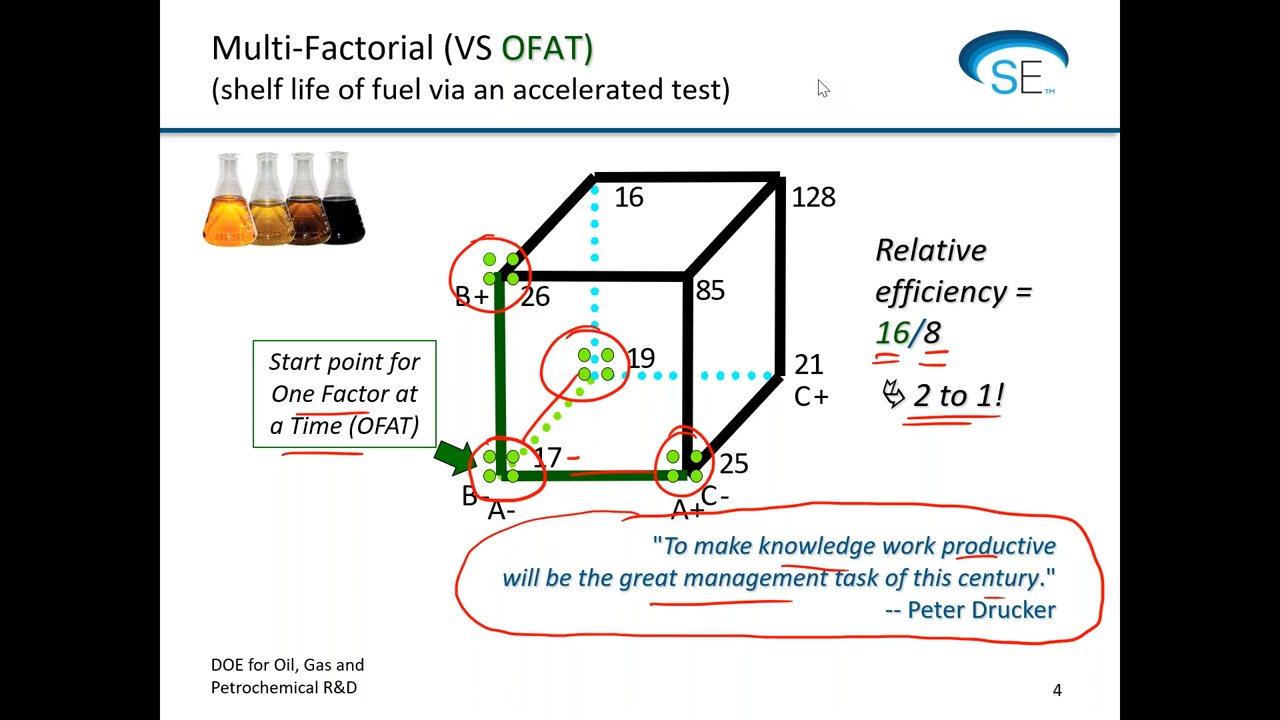 Multi-Factorial (VS OFAT)
(shelf life of fuel via an accelerated test)
SE™
16
128
B+
26
85
Relative
efficiency =
16/8
2 to 1!
Start point for
One Factor at
a Time (OFAT)
19
21
C+
17
25
B-
A-
A+
C-
"To make knowledge work productive
will be the great management task of this century."
-- Peter Drucker
DOE for Oil, Gas and
Petrochemical R&D
4